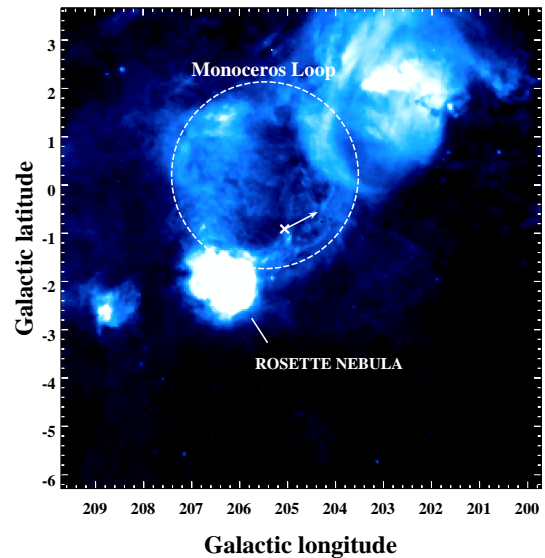 Monoceros Loop
ROSETTE NEBULA
Galactic latitude
3
2
1
0
-1
-2
-3
-4
-5
-6
209 208 207 206 205 204 203 202 201 200
Galactic longitude